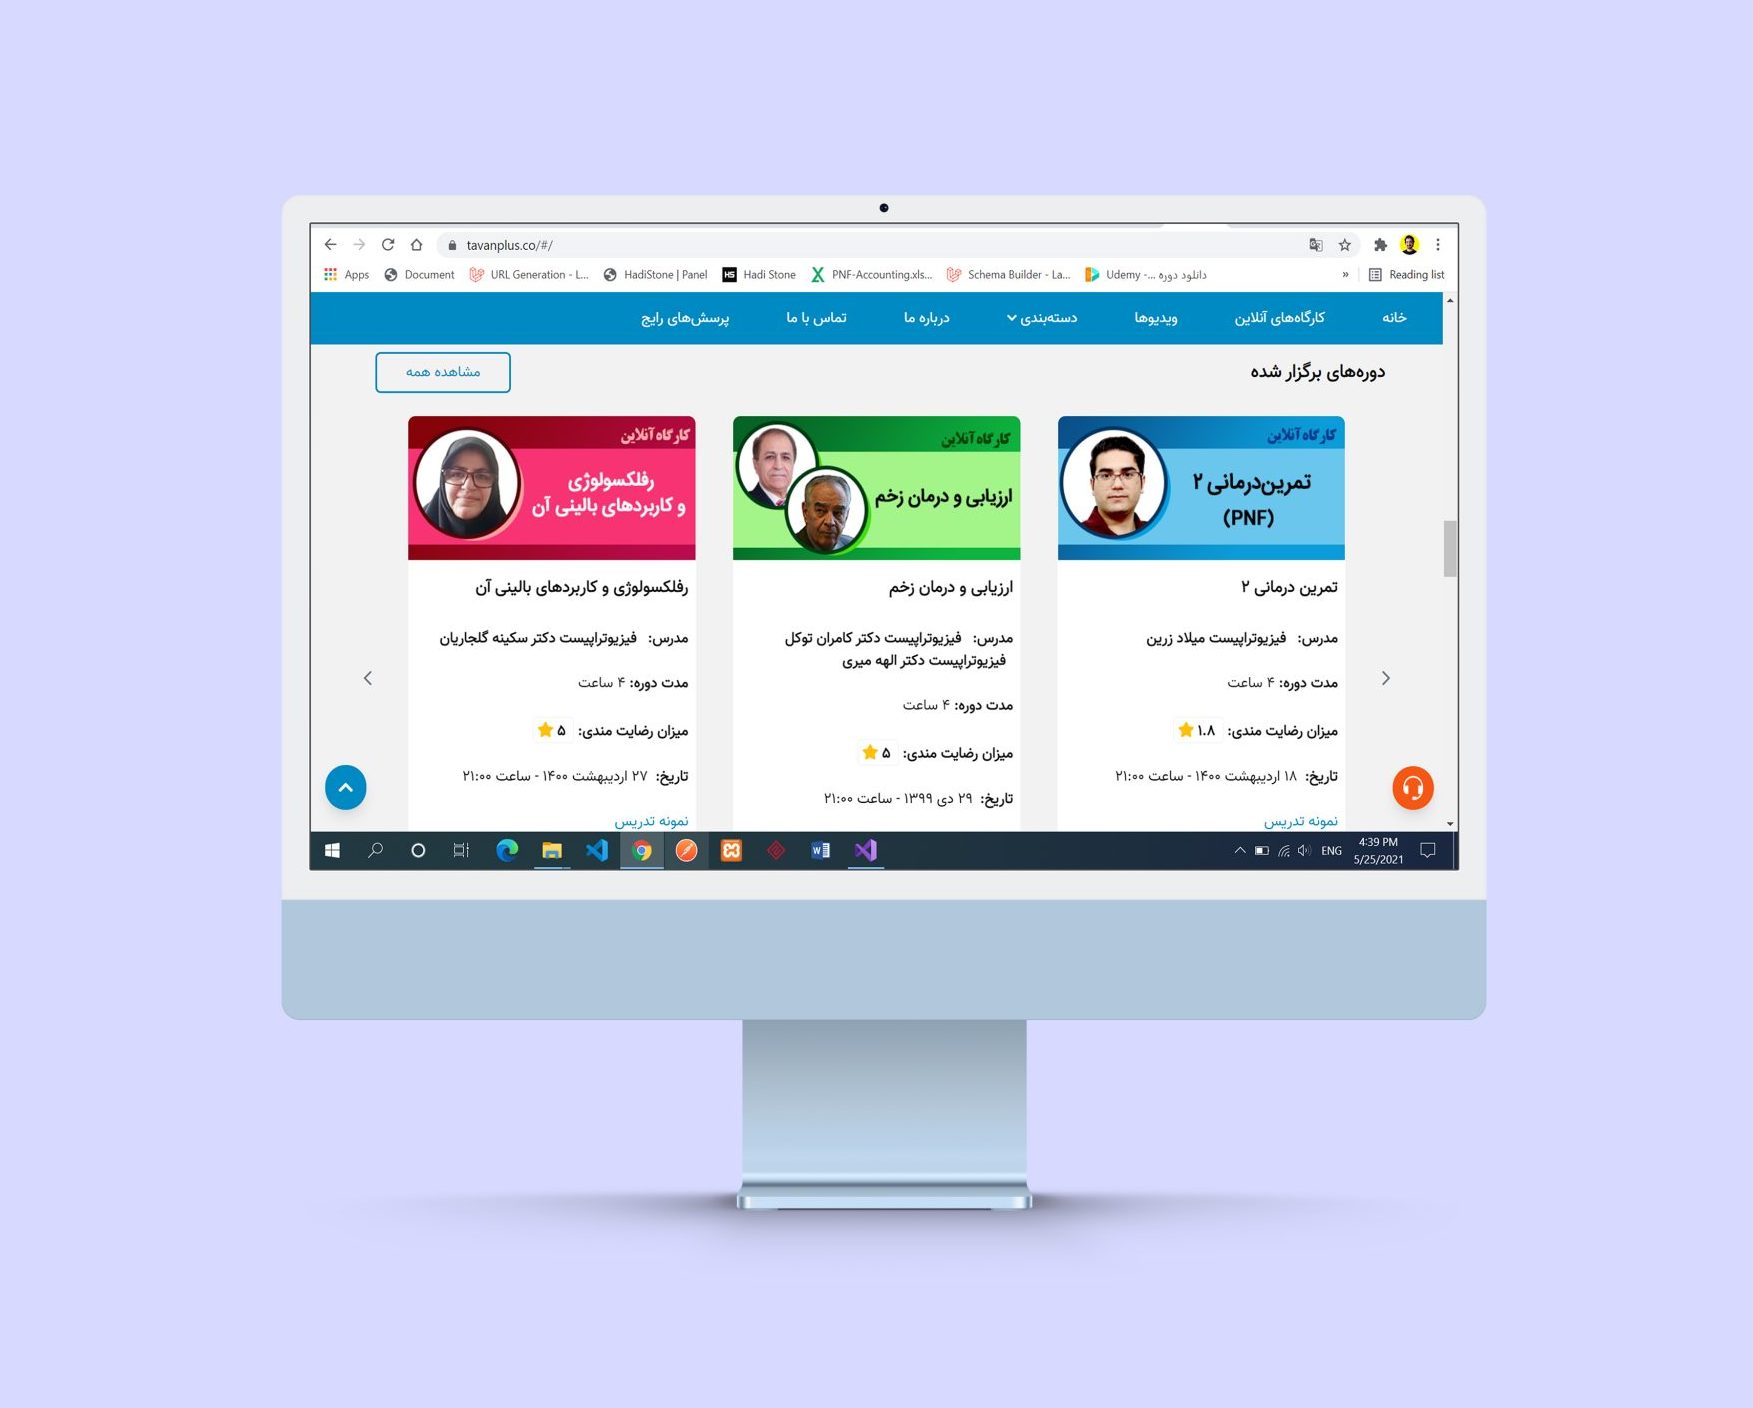 tavanplus.co/#/
Apps
Document
URL Generation - L...
HadiStone | Panel
HS
Hadi Stone
PNF-Accounting.xls...
Schema Builder - La...
Udemy -... دانلود دوره
»
Reading list
خانه
کارگاه‌های آنلاین
ویدیوها
دسته‌بندی
درباره ما
تماس با ما
پرسش‌های رایج
دوره‌های برگزار شده
مشاهده همه
کارگاه آنلاین
تمرین‌درمانی ۲
(PNF)
تمرین درمانی ۲
مدرس: فیزیوتراپیست میلاد زرین
مدت دوره: ۴ ساعت
میزان رضایت مندی: ۱.۸
تاریخ: ۱۸ اردیبهشت ۱۴۰۰ - ساعت ۲۱:۰۰
نمونه تدریس
کارگاه آنلاین
ارزیابی و درمان زخم
ارزیابی و درمان زخم
مدرس: فیزیوتراپیست دکتر کامران توکل
فیزیوتراپیست دکتر الهه میری
مدت دوره: ۴ ساعت
میزان رضایت مندی: ۵
تاریخ: ۲۹ دی ۱۳۹۹ - ساعت ۲۱:۰۰
کارگاه آنلاین
رفلکسولوژی
و کاربردهای بالینی آن
رفلکسولوژی و کاربردهای بالینی آن
مدرس: فیزیوتراپیست دکتر سکینه گلجاریان
مدت دوره: ۴ ساعت
میزان رضایت مندی: ۵
تاریخ: ۲۷ اردیبهشت ۱۴۰۰ - ساعت ۲۱:۰۰
نمونه تدریس
ENG
4:39 PM
5/25/2021